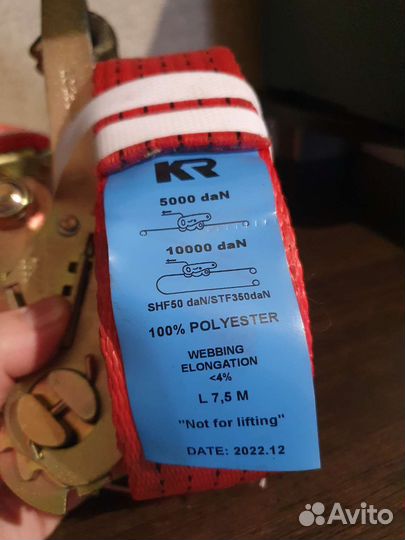 KR
5000 daN
10000 daN
SHF50 daN/STF350daN
100% POLYESTER
WEBBING
ELONGATION
<4%
L 7,5 M
"Not for lifting"
DATE: 2022.12
Avito